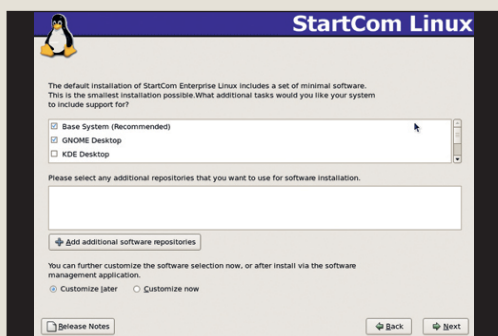 StartCom Linux
The default installation of StartCom Enterprise Linux includes a set of minimal software.
This is the smallest installation possible.What additional tasks would you like your system
to include support for?
Base System (Recommended)
GNOME Desktop
KDE Desktop
Please select any additional repositories that you want to use for software installation.
Add additional software repositories
You can further customize the software selection now, or after install via the software
management application.
Customize later Customize now
Release Notes Back Next